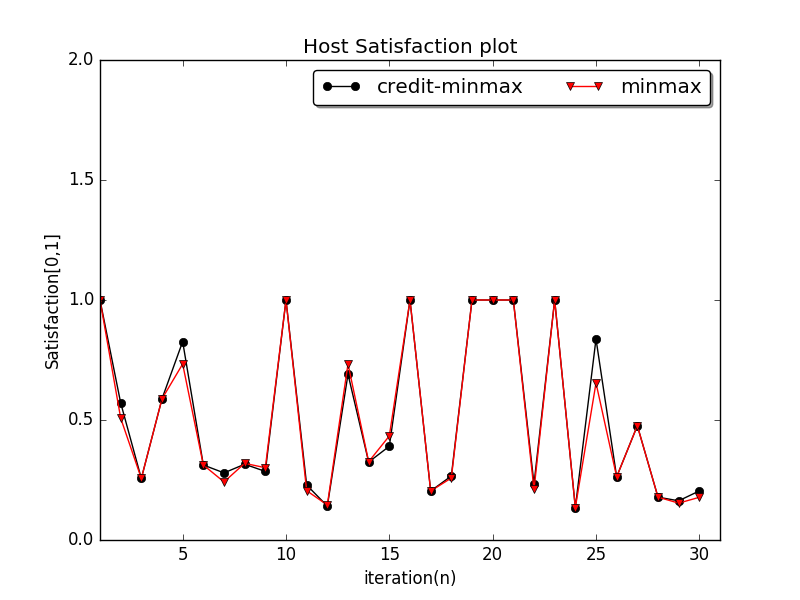 Host Satisfaction plot
credit-minmax minmax
2.0
1.5
1.0
0.5
0.0
Satisfaction[0,1]
5 10 15 20 25 30
iteration(n)